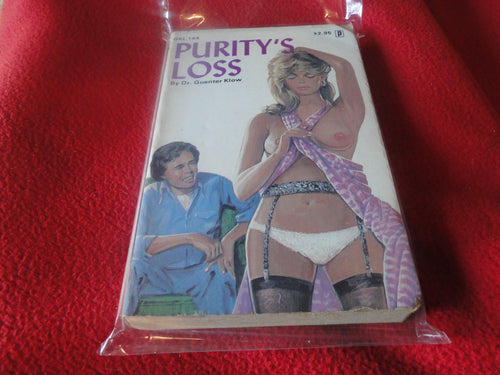 $2.95 P
PURITY'S
LOSS
By Dr. Guenter Klow